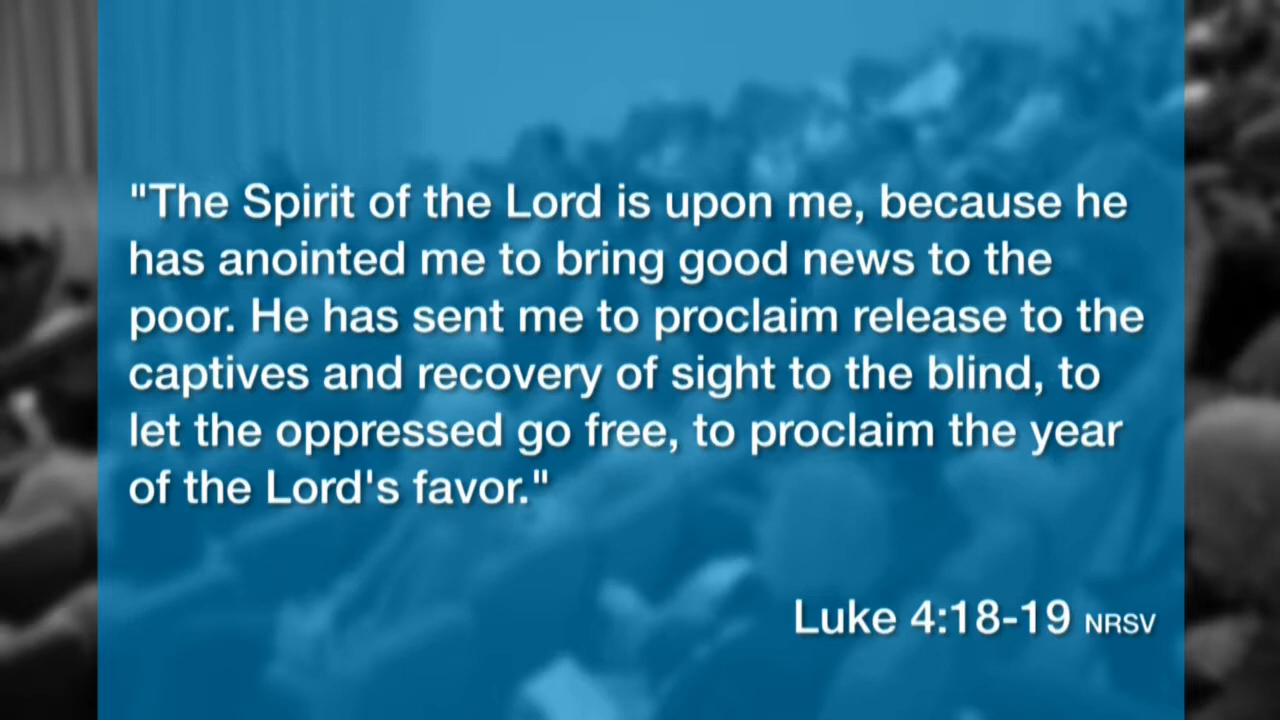 "The Spirit of the Lord is upon me, because he
has anointed me to bring good news to the
poor. He has sent me to proclaim release to the
captives and recovery of sight to the blind, to
let the oppressed go free, to proclaim the year
of the Lord's favor."
Luke 4:18-19 NRSV